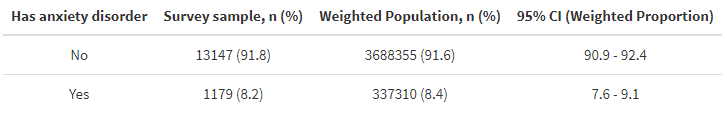 Has anxiety disorder Survey sample, n (%) Weighted Population, n (%) 95% CI (Weighted Proportion)
No 13147 (91.8) 3688355 (91.6) 90.9 - 92.4
Yes 1179 (8.2) 337310 (8.4) 7.6 - 9.1